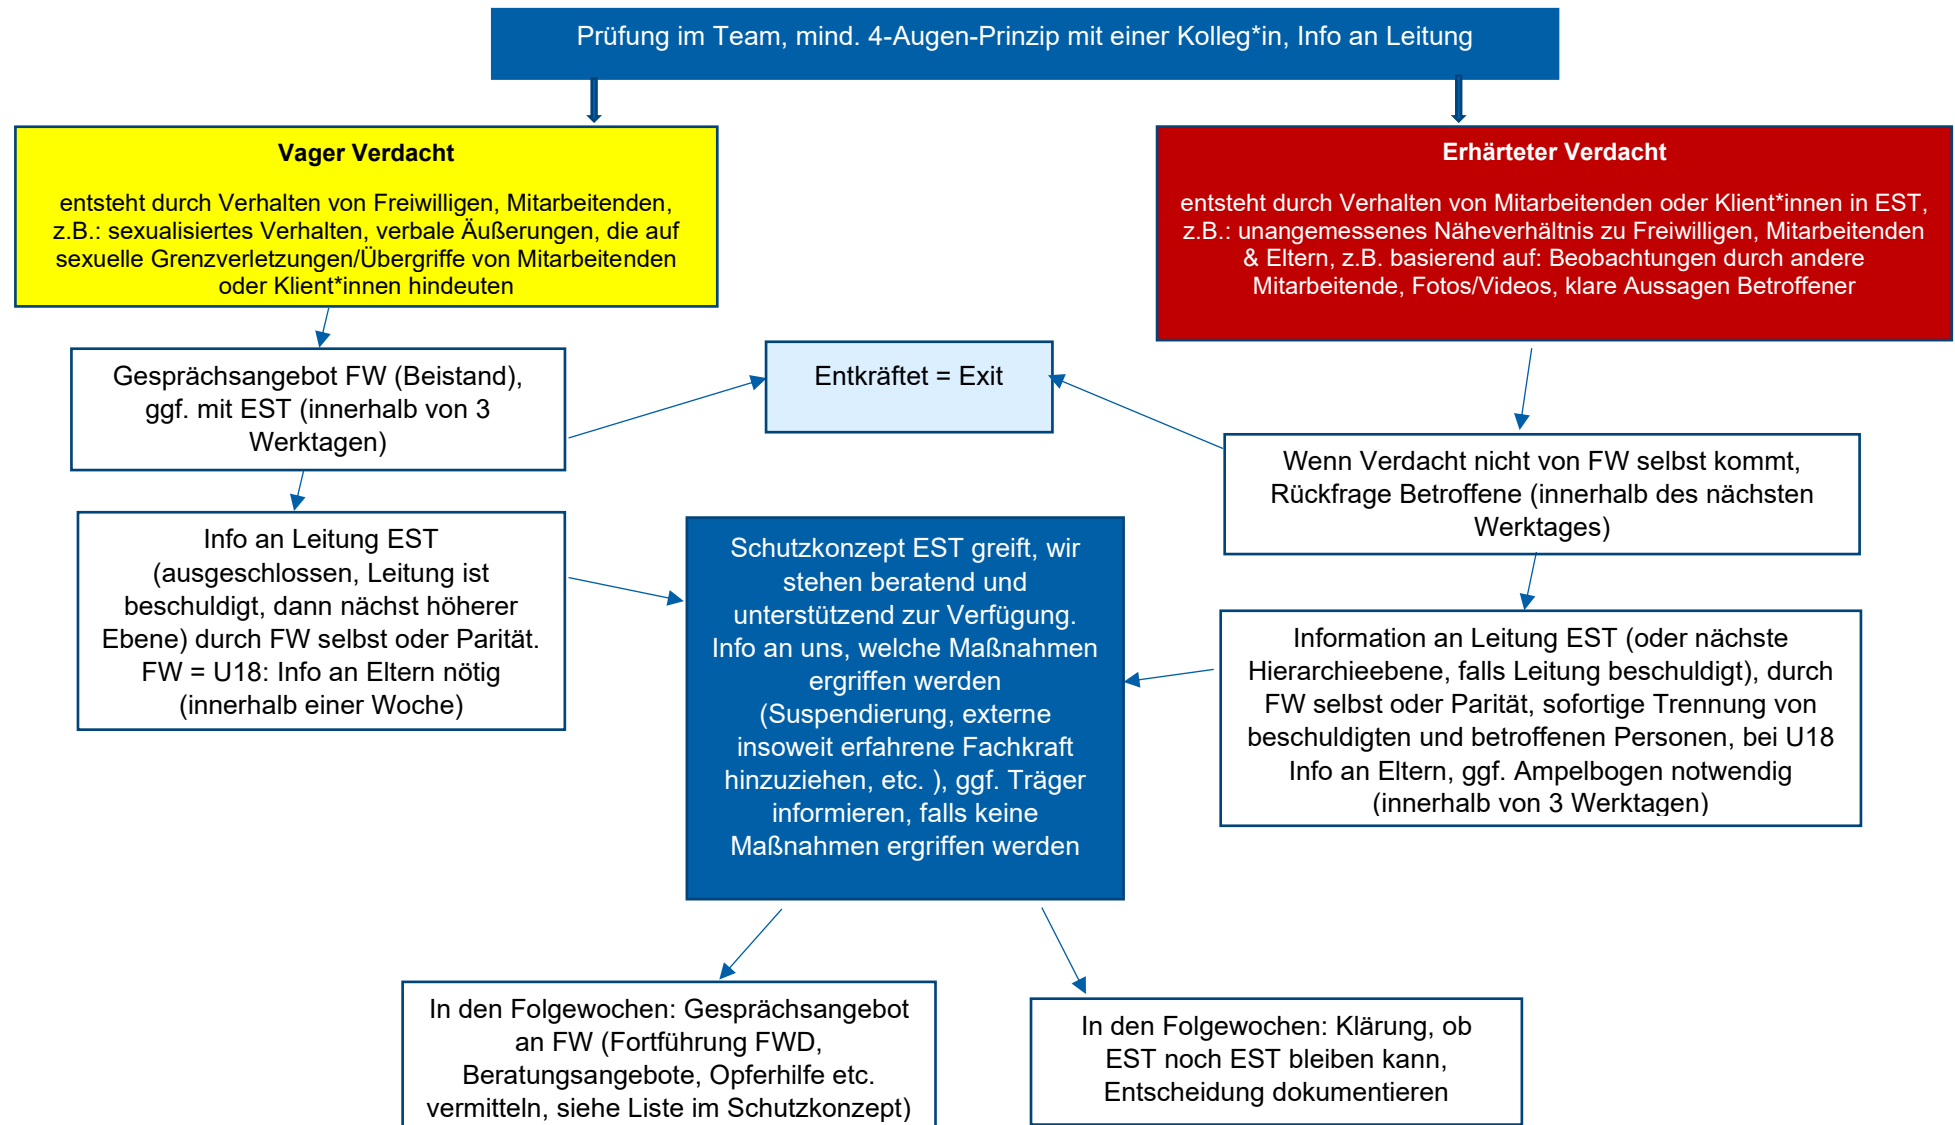 Prüfung im Team, mind. 4-Augen-Prinzip mit einer Kolleg*in, Info an Leitung
Vager Verdacht
entsteht durch Verhalten von Freiwilligen, Mitarbeitenden,
z.B.: sexualisiertes Verhalten, verbale Äußerungen, die auf
sexuelle Grenzverletzungen/Übergriffe von Mitarbeitenden
oder Klient*innen hindeuten
Erhärteter Verdacht
entsteht durch Verhalten von Mitarbeitenden oder Klient*innen in EST,
z.B.: unangemessenes Näheverhältnis zu Freiwilligen, Mitarbeitenden
& Eltern, z.B. basierend auf: Beobachtungen durch andere
Mitarbeitende, Fotos/Videos, klare Aussagen Betroffener
Gesprächsangebot FW (Beistand),
ggf. mit EST (innerhalb von 3
Werktagen)
Entkräftet = Exit
Wenn Verdacht nicht von FW selbst kommt,
Rückfrage Betroffene (innerhalb des nächsten
Werktages)
Info an Leitung EST
(ausgeschlossen, Leitung ist
beschuldigt, dann nächst höherer
Ebene) durch FW selbst oder Parität.
FW = U18: Info an Eltern nötig
(innerhalb einer Woche)
Schutzkonzept EST greift, wir
stehen beratend und
unterstützend zur Verfügung.
Info an uns, welche Maßnahmen
ergriffen werden
(Suspendierung, externe
insoweit erfahrene Fachkraft
hinzuziehen, etc. ), ggf. Träger
informieren, falls keine
Maßnahmen ergriffen werden
Information an Leitung EST (oder nächste
Hierarchieebene, falls Leitung beschuldigt), durch
FW selbst oder Parität, sofortige Trennung von
beschuldigten und betroffenen Personen, bei U18
Info an Eltern, ggf. Ampelbogen notwendig
(innerhalb von 3 Werktagen)
In den Folgewochen: Gesprächsangebot
an FW (Fortführung FWD,
Beratungsangebote, Opferhilfe etc.
vermitteln, siehe Liste im Schutzkonzept)
In den Folgewochen: Klärung, ob
EST noch EST bleiben kann,
Entscheidung dokumentieren